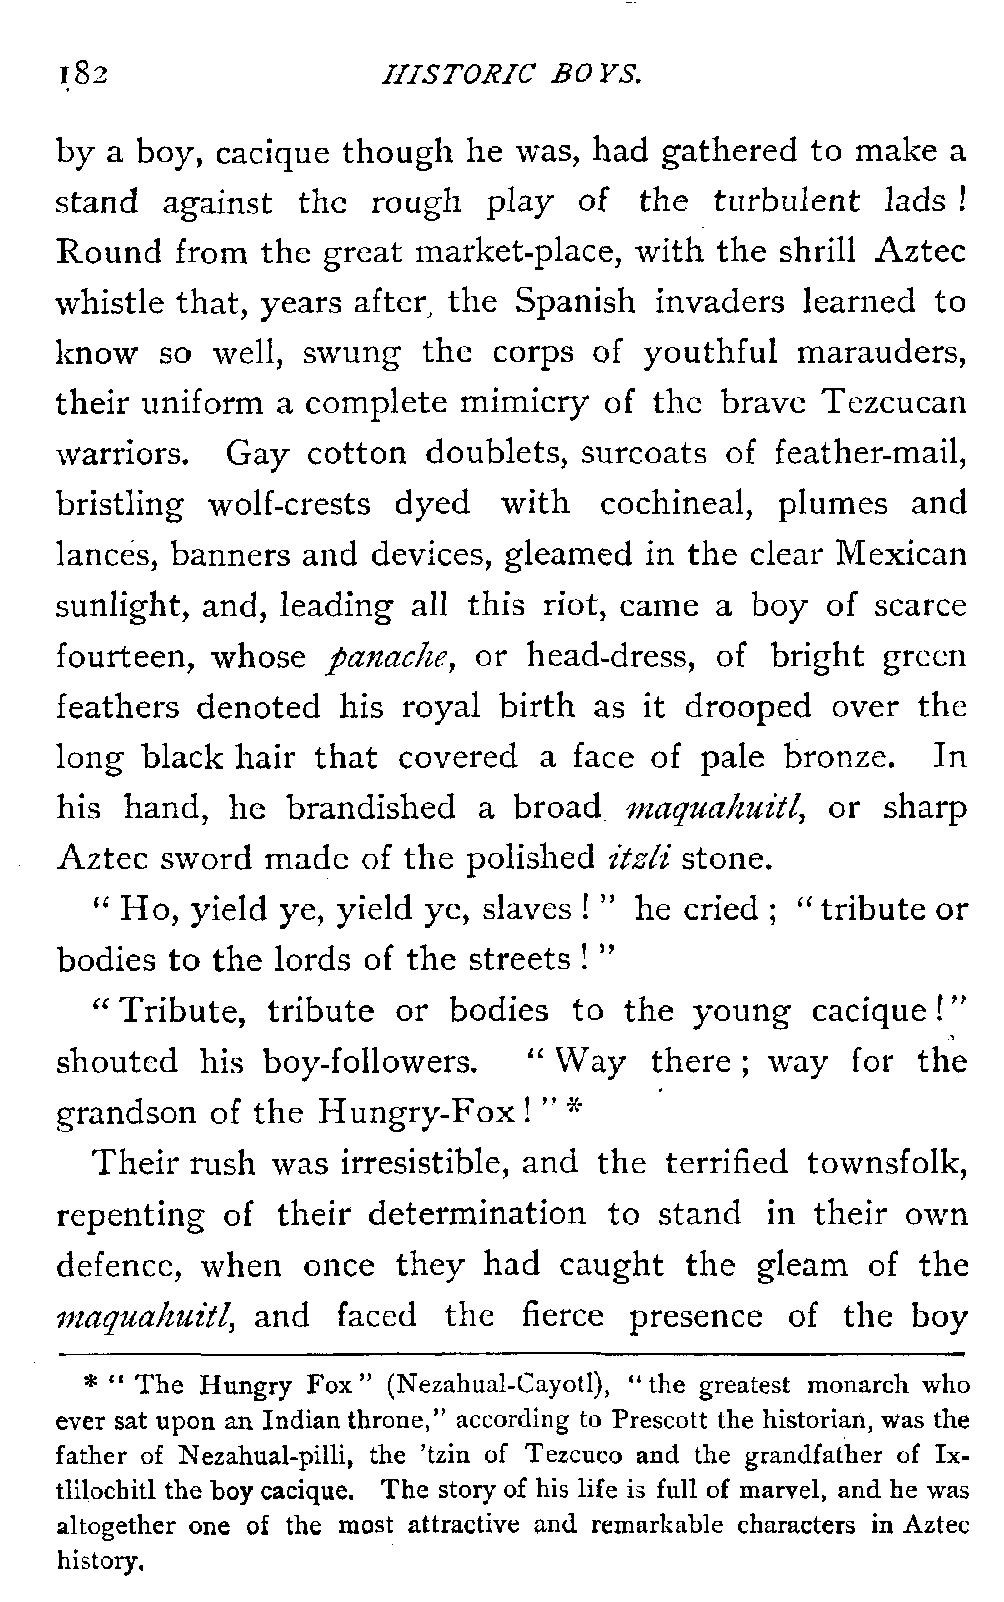 182 HISTORIC BOYS.
by a boy, cacique though he was, had gathered to make a
stand against the rough play of the turbulent lads !
Round from the great market-place, with the shrill Aztec
whistle that, years after, the Spanish invaders learned to
know so well, swung the corps of youthful marauders,
their uniform a complete mimicry of the brave Tezcucan
warriors. Gay cotton doublets, surcoats of feather-mail,
bristling wolf-crests dyed with cochineal, plumes and
lances, banners and devices, gleamed in the clear Mexican
sunlight, and, leading all this riot, came a boy of scarce
fourteen, whose panache, or head-dress, of bright green
feathers denoted his royal birth as it drooped over the
long black hair that covered a face of pale bronze. In
his hand, he brandished a broad maquahuitl, or sharp
Aztec sword made of the polished itzli stone.
“ Ho, yield ye, yield ye, slaves ! ” he cried ; “ tribute or
bodies to the lords of the streets ! ”
“ Tribute, tribute or bodies to the young cacique ! ”
shouted his boy-followers. “ Way there ; way for the
grandson of the Hungry-Fox ! ” *
Their rush was irresistible, and the terrified townsfolk,
repenting of their determination to stand in their own
defence, when once they had caught the gleam of the
maquahuitl, and faced the fierce presence of the boy
* “ The Hungry Fox ” (Nezahual-Cayotl), “ the greatest monarch who
ever sat upon an Indian throne,” according to Prescott the historian, was the
father of Nezahual-pilli, the ’tzin of Tezcuco and the grandfather of Ix-
tlilochitl the boy cacique. The story of his life is full of marvel, and he was
altogether one of the most attractive and remarkable characters in Aztec
history.